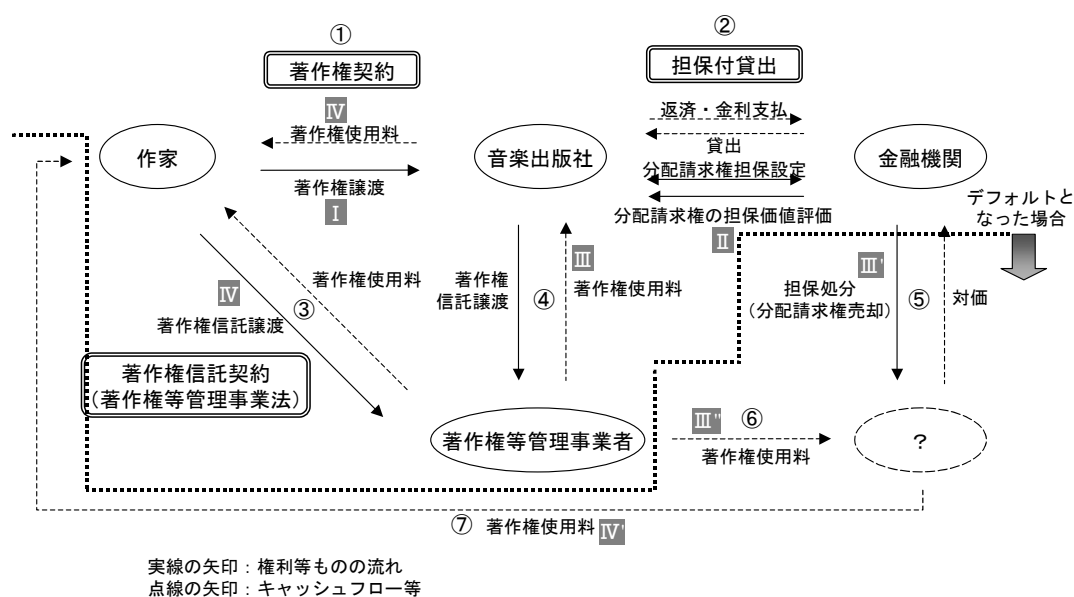 ①
②
著作権契約
担保付貸出
Ⅳ
著作権使用料
返済・金利支払
貸出
作家
音楽出版社
金融機関
著作権譲渡
Ⅰ
分配請求権担保設定
分配請求権の担保価値評価
Ⅱ
デフォルトと
なった場合
著作権使用料
Ⅳ
③
著作権信託譲渡
著作権
信託譲渡
④
Ⅲ
著作権使用料
Ⅲ'
担保処分
(分配請求権売却)
⑤
対価
著作権信託契約
(著作権等管理事業法)
著作権等管理事業者
Ⅲ"
⑥
著作権使用料
?
⑦ 著作権使用料 Ⅳ'
実線の矢印:権利等ものの流れ
点線の矢印:キャッシュフロー等